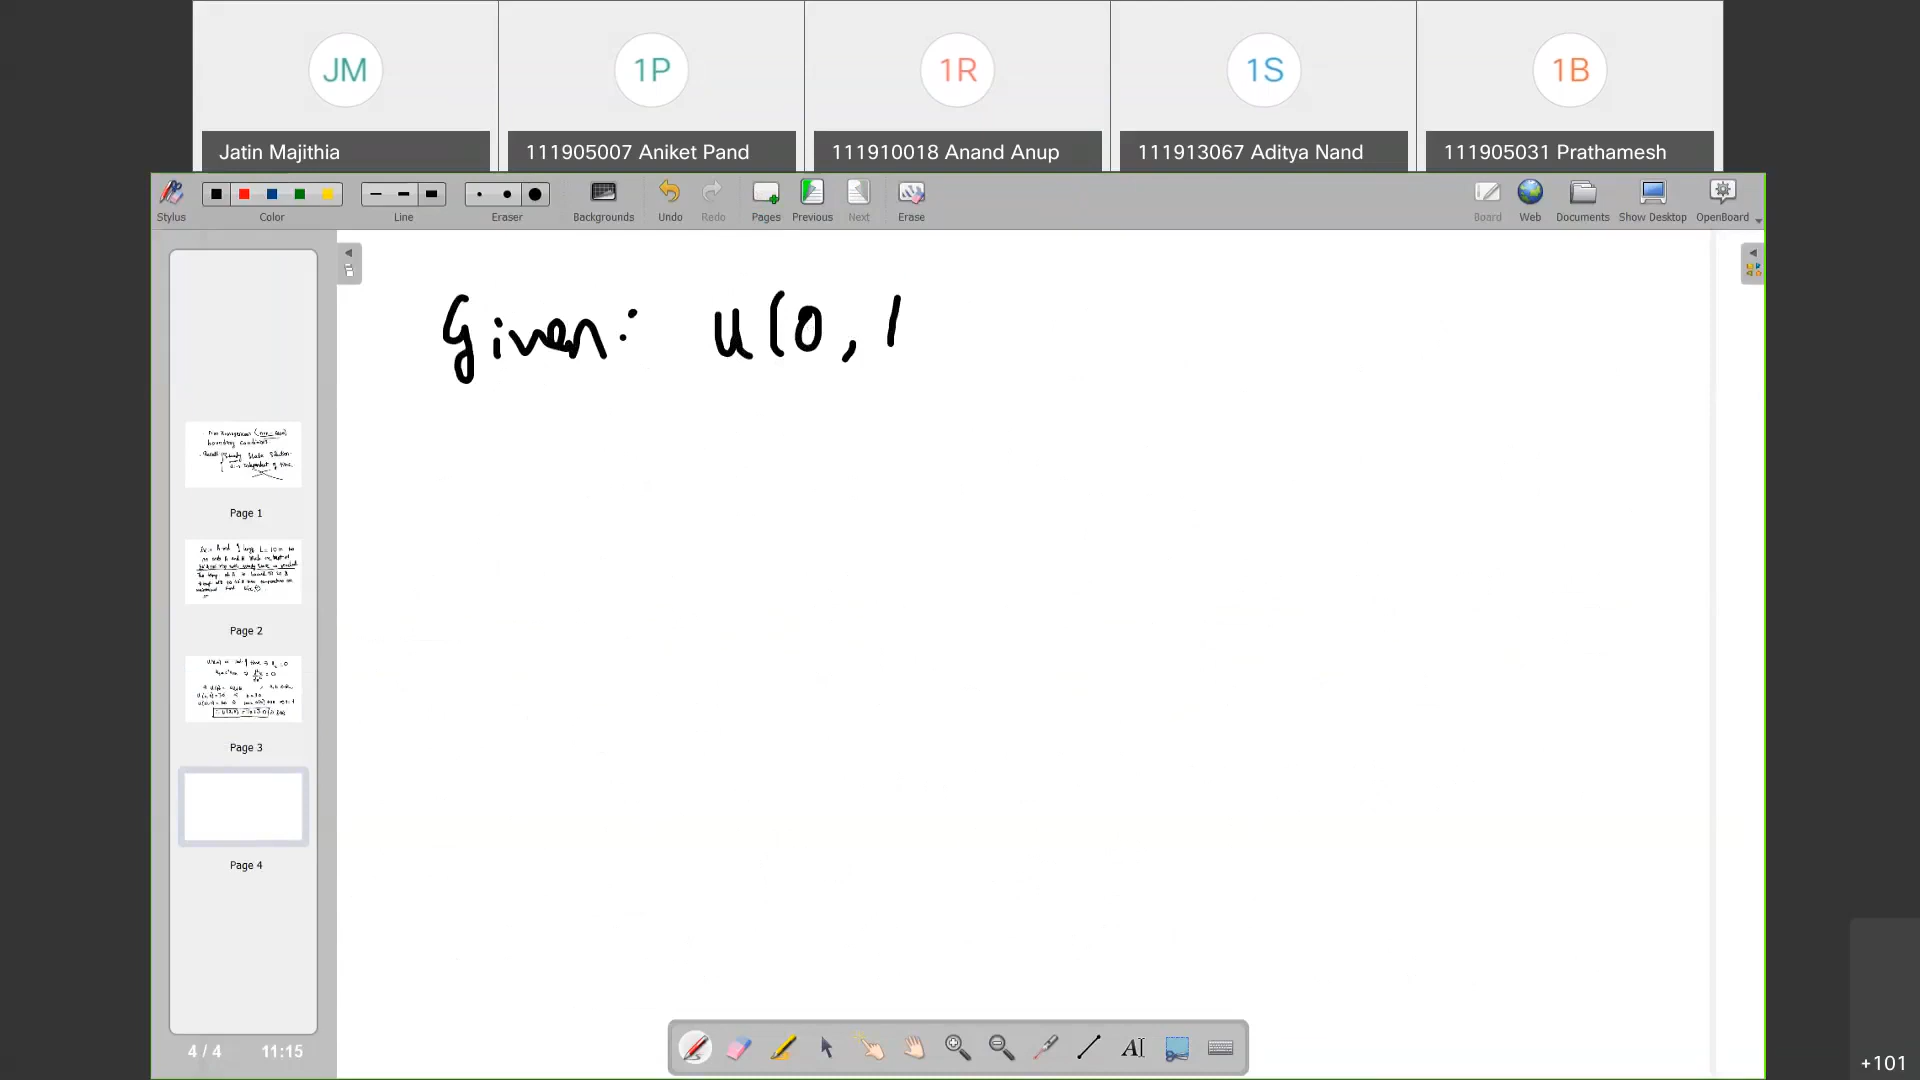 JM
1P
1R
1S
1B
Jatin Majithia
111905007 Aniket Pand
111910018 Anand Anup
111913067 Aditya Nand
111905031 Prathamesh
Stylus
Color
Line
Eraser
Backgrounds
Undo
Redo
Pages
Previous
Next
Erase
Board
Web
Documents
Show Desktop
OpenBoard
Given: u(0, 
Page 1
Page 2
Page 3
Page 4
4 / 4 11:15
+101